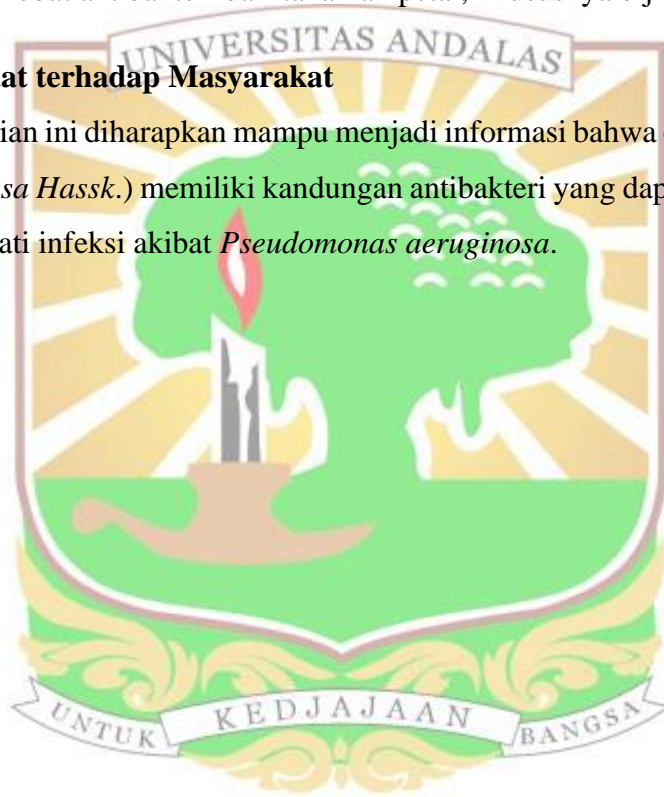 UNIVERSITAS ANDALAS
at terhadap Masyarakat
ian ini diharapkan mampu menjadi informasi bahwa
sa Hassk.) memiliki kandungan antibakteri yang dap
ati infeksi akibat Pseudomonas aeruginosa.
UNTUK KEDJAJAAN BANGSA